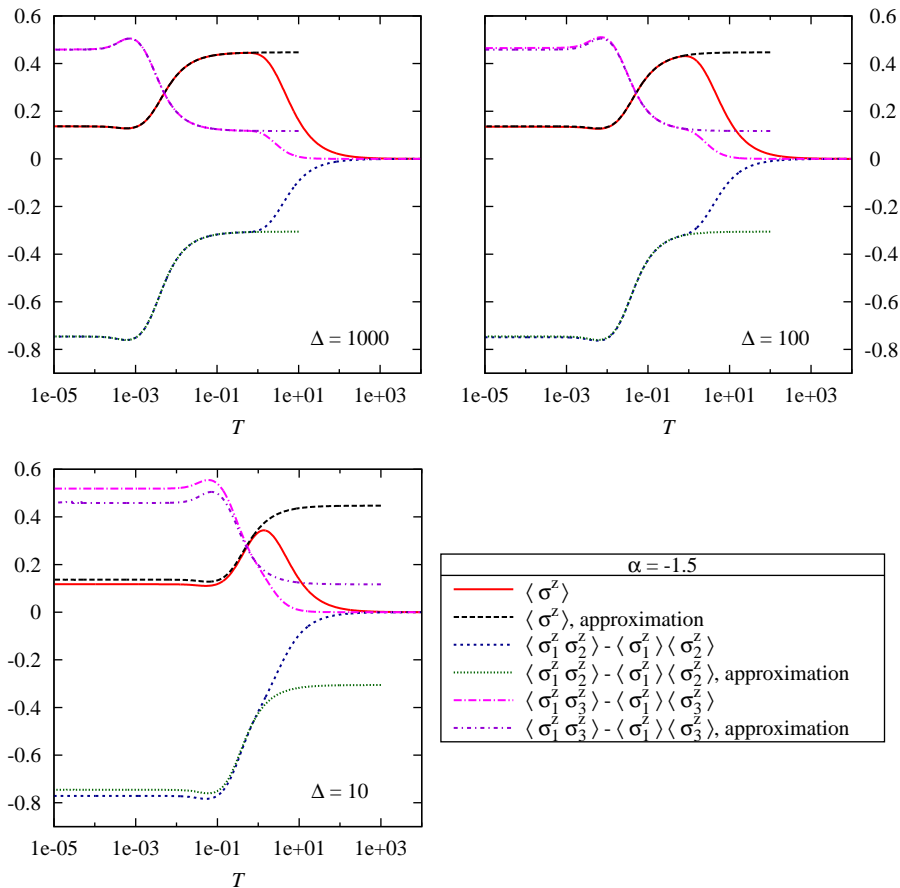 0.6 0.6
0.4 0.4
0.2 0.2
0 0
-0.2 -0.2
-0.4 -0.4
-0.6 -0.6
-0.8 -0.8
Δ = 1000 Δ = 100
1e-05 1e-03 1e-01 1e+01 1e+03 1e-05 1e-03 1e-01 1e+01 1e+03
T T
0.6
0.4
0.2
0
-0.2
-0.4
-0.6
-0.8
Δ = 10
1e-05 1e-03 1e-01 1e+01 1e+03
T
α = -1.5
⟨ σ^z ⟩
⟨ σ^z ⟩, approximation
⟨ σ_1^z σ_2^z ⟩ - ⟨ σ_1^z ⟩ ⟨ σ_2^z ⟩
⟨ σ_1^z σ_2^z ⟩ - ⟨ σ_1^z ⟩ ⟨ σ_2^z ⟩, approximation
⟨ σ_1^z σ_3^z ⟩ - ⟨ σ_1^z ⟩ ⟨ σ_3^z ⟩
⟨ σ_1^z σ_3^z ⟩ - ⟨ σ_1^z ⟩ ⟨ σ_3^z ⟩, approximation